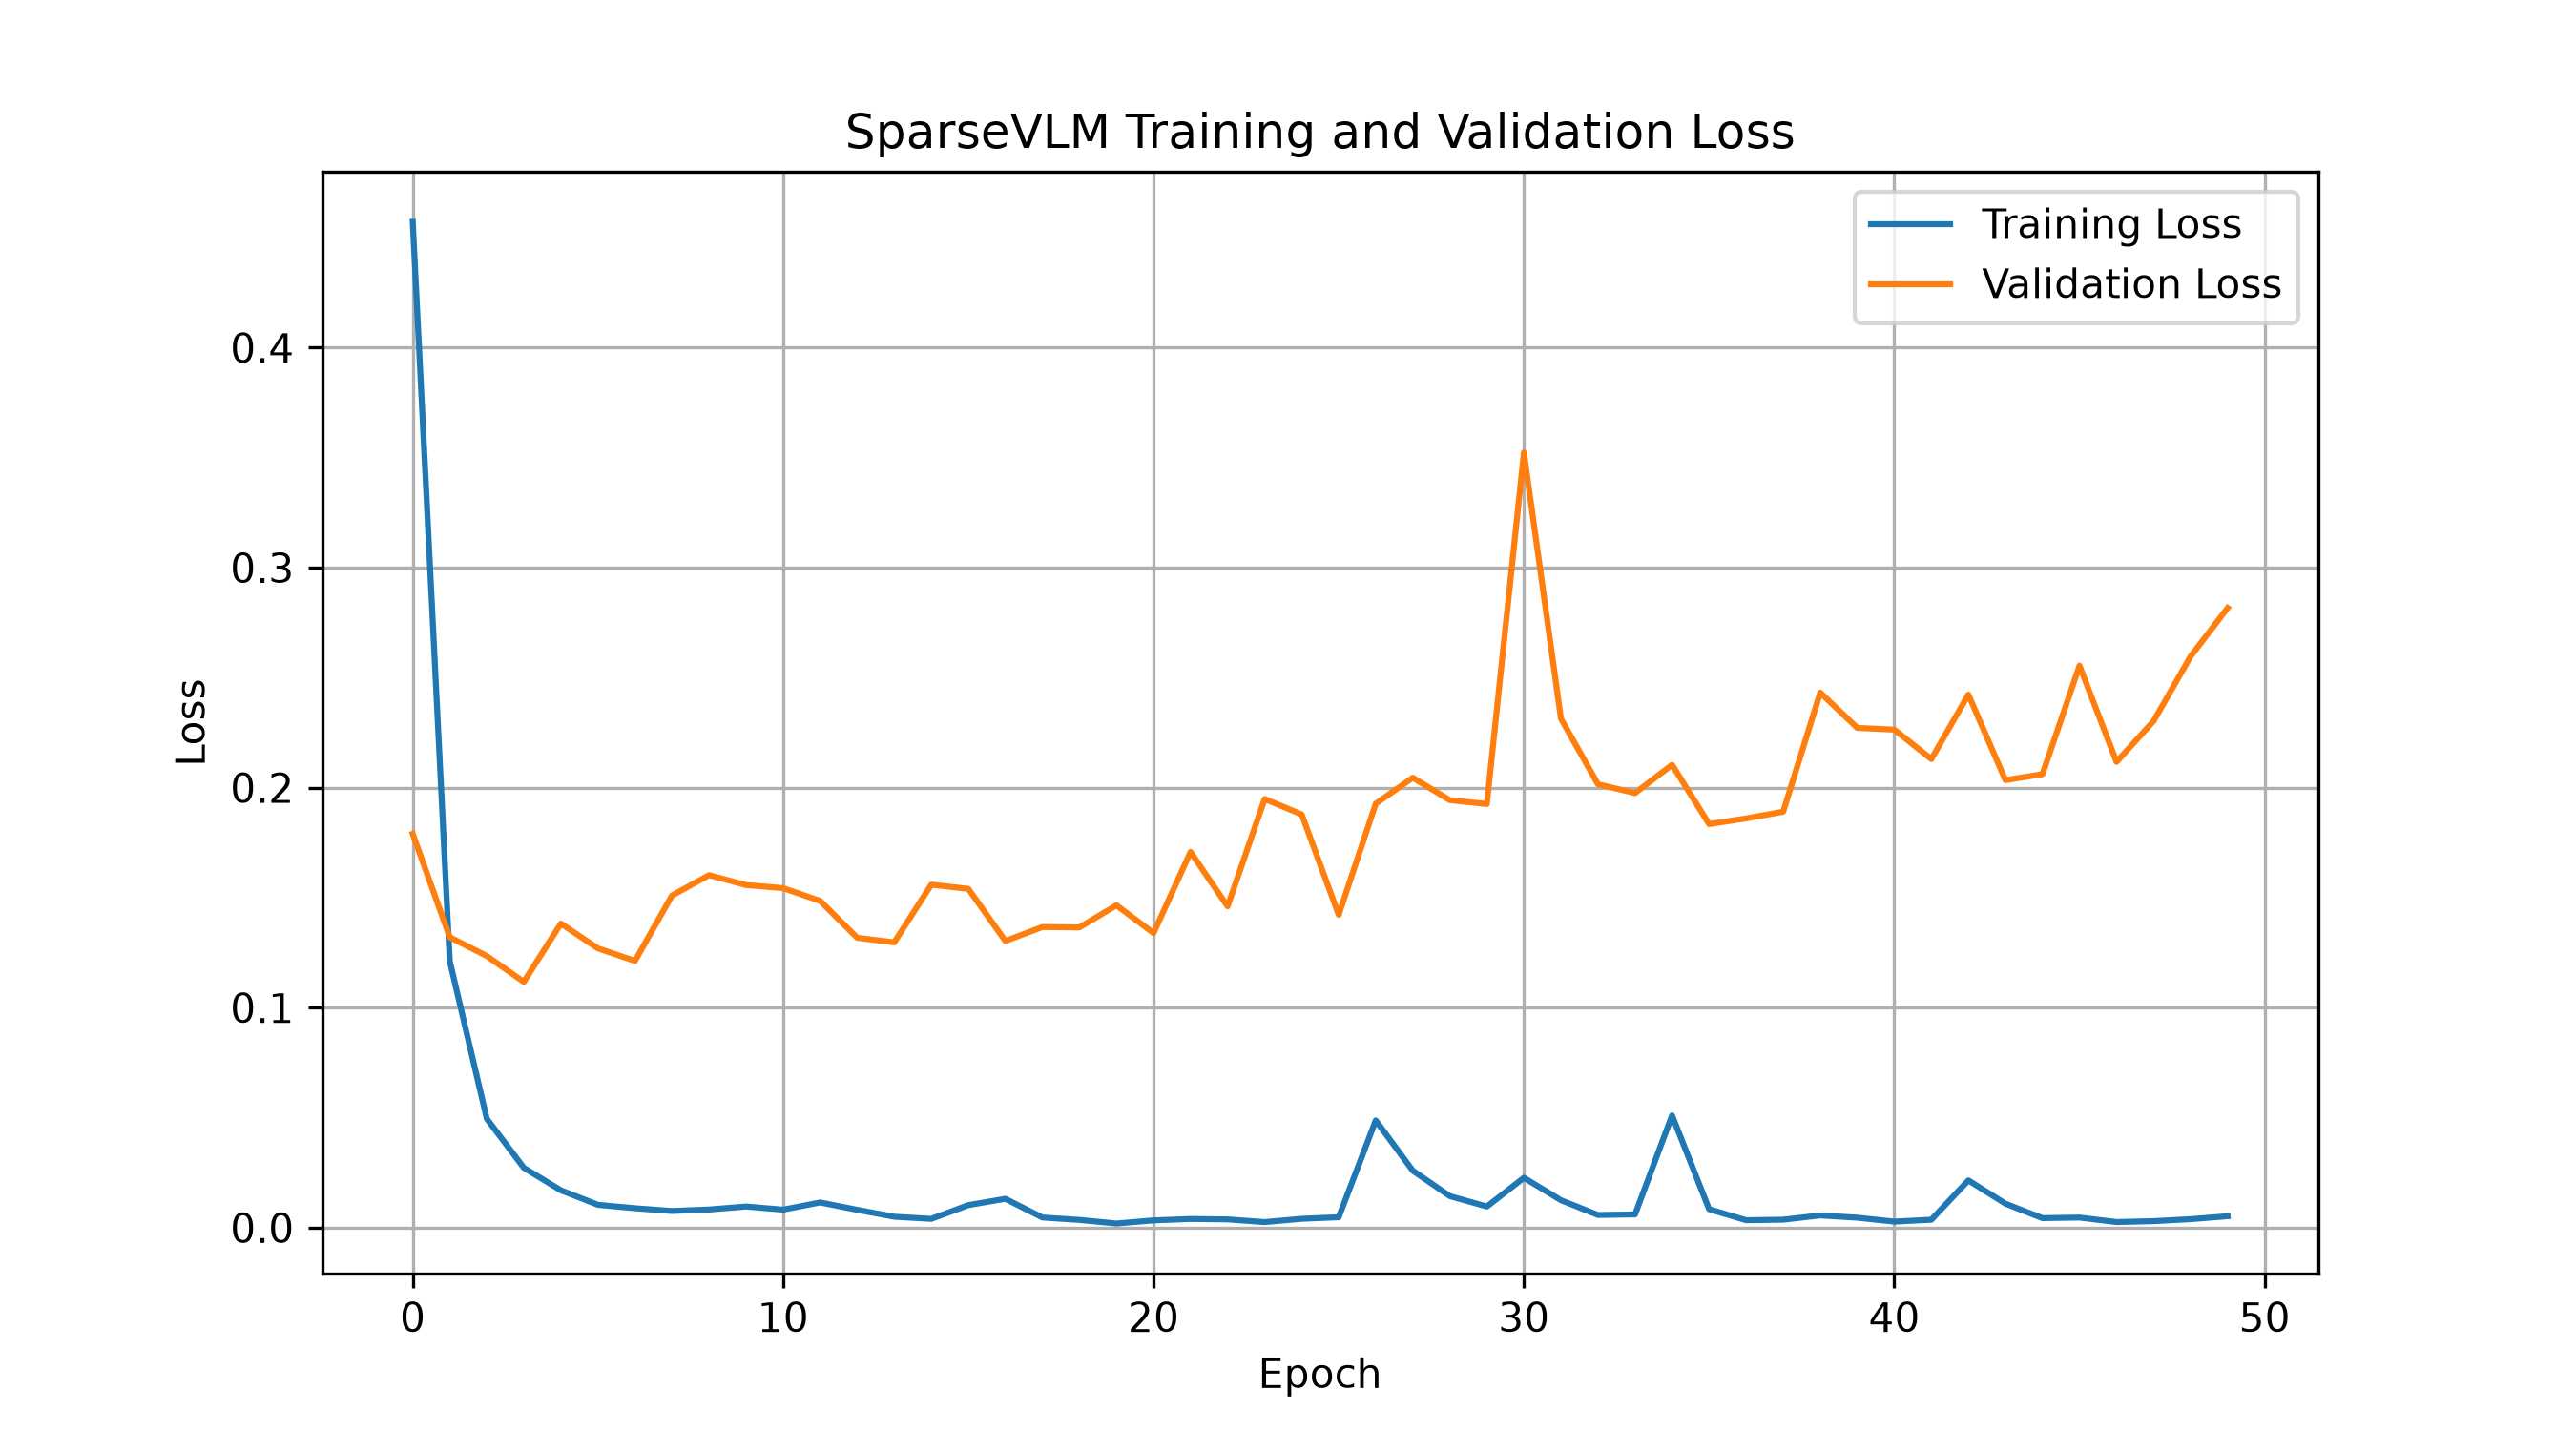 SparseVLM Training and Validation Loss
Training Loss
Validation Loss
0.4
0.3
0.2
0.1
0.0
Loss
0 10 20 30 40 50
Epoch